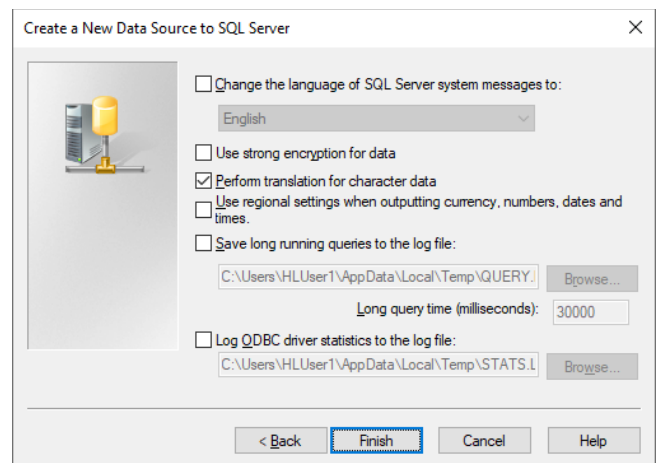 Create a New Data Source to SQL Server
Change the language of SQL Server system messages to:
English
Use strong encryption for data
Perform translation for character data
Use regional settings when outputting currency, numbers, dates and
times.
Save long running queries to the log file:
C:\Users\HLUser1\AppData\Local\Temp\QUERY. Browse...
Long query time (milliseconds): 30000
Log ODBC driver statistics to the log file:
C:\Users\HLUser1\AppData\Local\Temp\STATS.L Browse...
< Back Finish Cancel Help